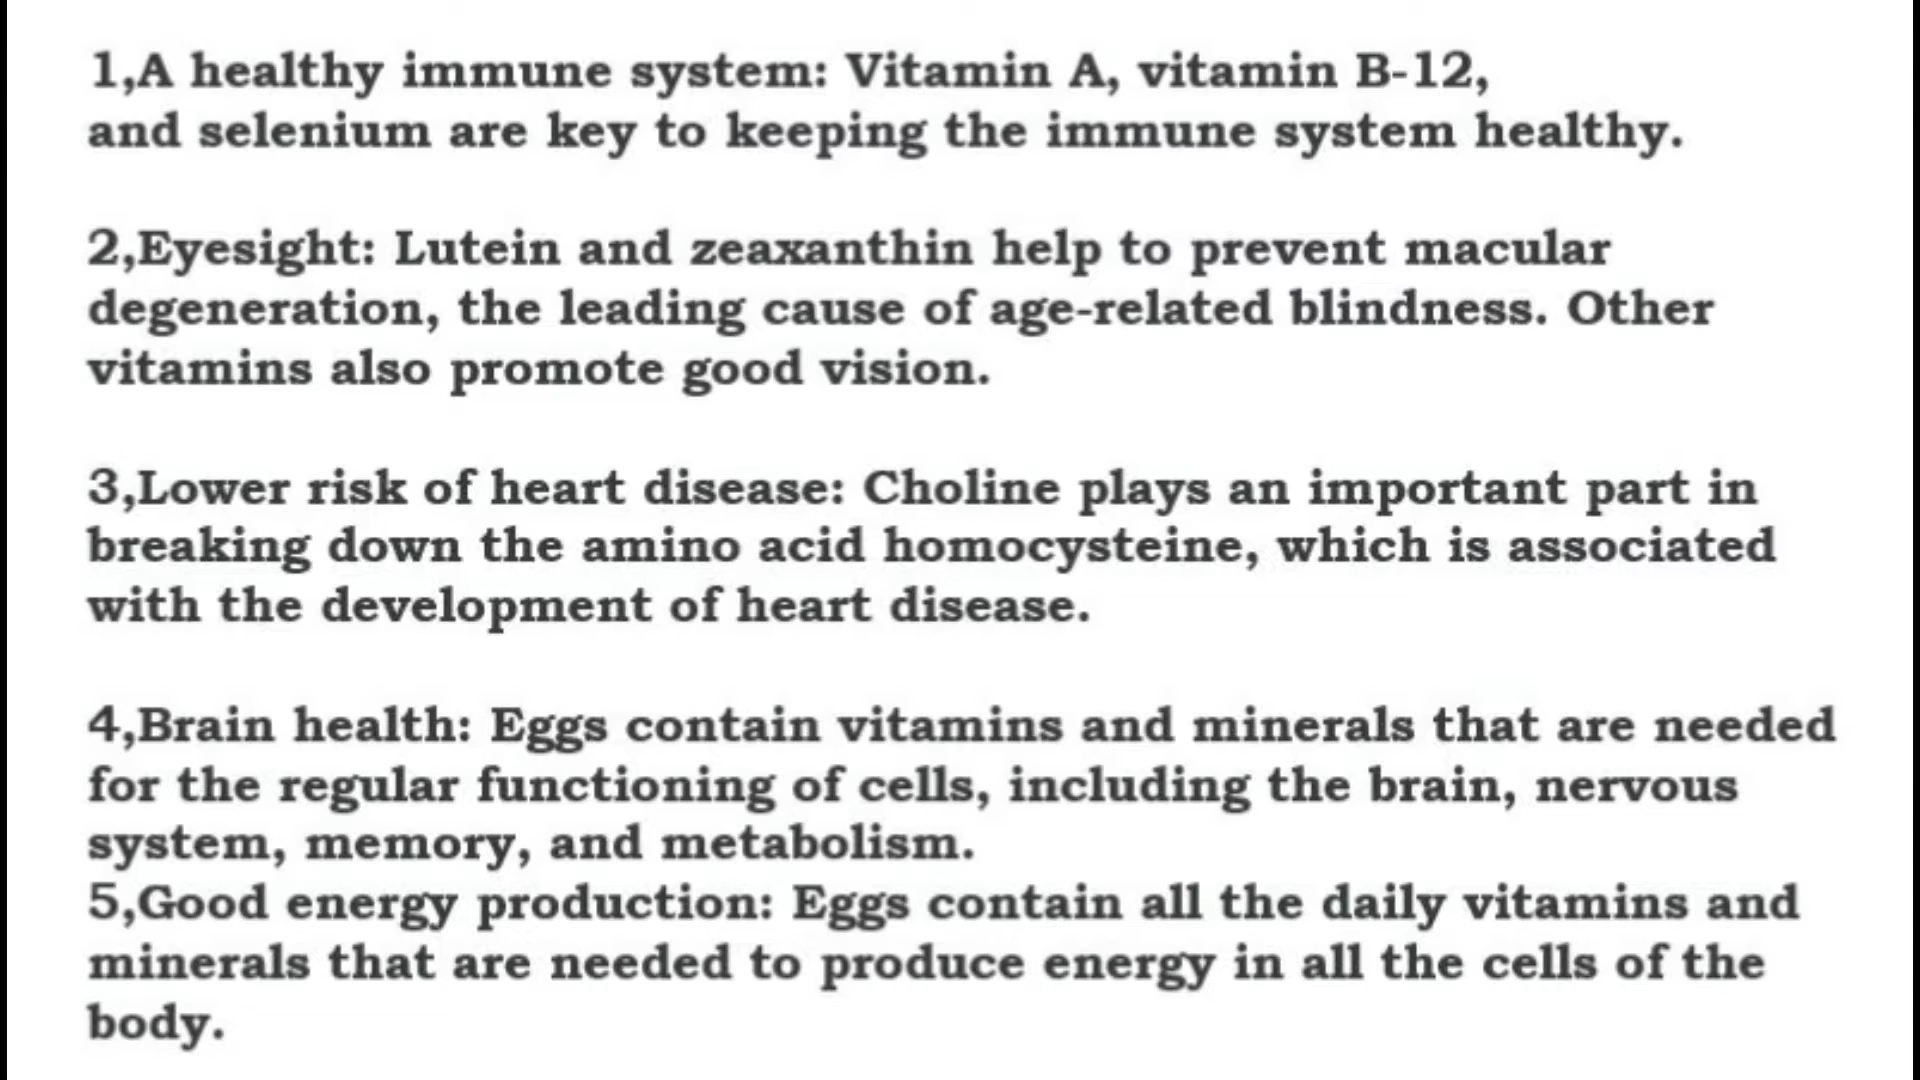 1,A healthy immune system: Vitamin A, vitamin B-12,
and selenium are key to keeping the immune system healthy.
2,Eyesight: Lutein and zeaxanthin help to prevent macular
degeneration, the leading cause of age-related blindness. Other
vitamins also promote good vision.
3,Lower risk of heart disease: Choline plays an important part in
breaking down the amino acid homocysteine, which is associated
with the development of heart disease.
4,Brain health: Eggs contain vitamins and minerals that are needed
for the regular functioning of cells, including the brain, nervous
system, memory, and metabolism.
5,Good energy production: Eggs contain all the daily vitamins and
minerals that are needed to produce energy in all the cells of the
body.